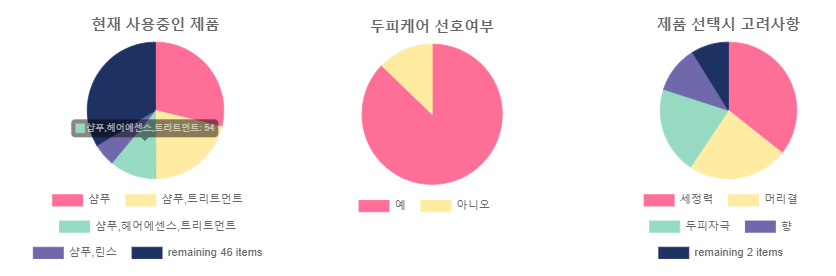 현재 사용중인 제품
샴푸,헤어에센스,트리트먼트: 54
샴푸
샴푸,트리트먼트
샴푸,헤어에센스,트리트먼트
샴푸,린스
remaining 46 items
두피케어 선호여부
예
아니오
제품 선택시 고려사항
세정력
머리결
두피자극
향
remaining 2 items